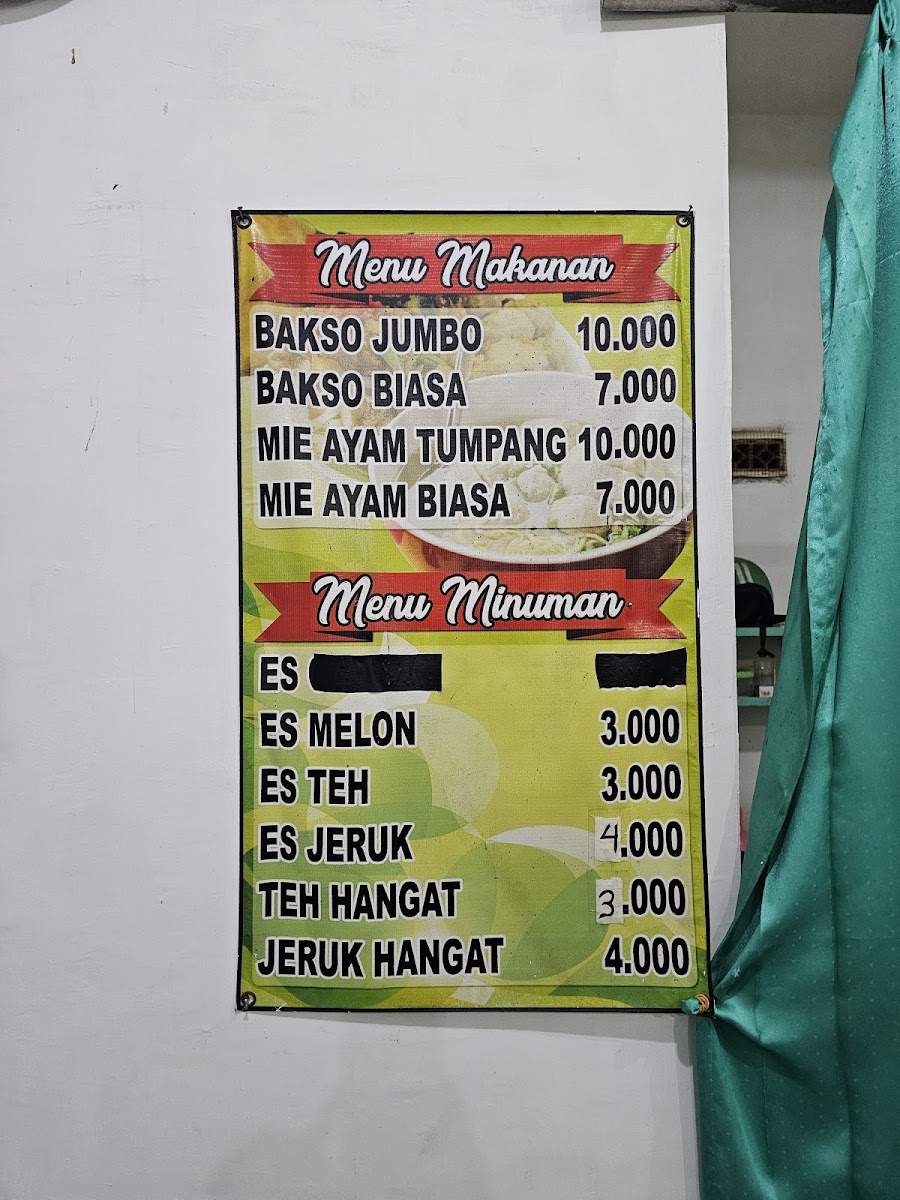 Menu Makanan
BAKSO JUMBO 10.000
BAKSO BIASA 7.000
MIE AYAM TUMPANG 10.000
MIE AYAM BIASA 7.000
Menu Minuman
ES
ES MELON 3.000
ES TEH 3.000
ES JERUK 4.000
TEH HANGAT 3.000
JERUK HANGAT 4.000